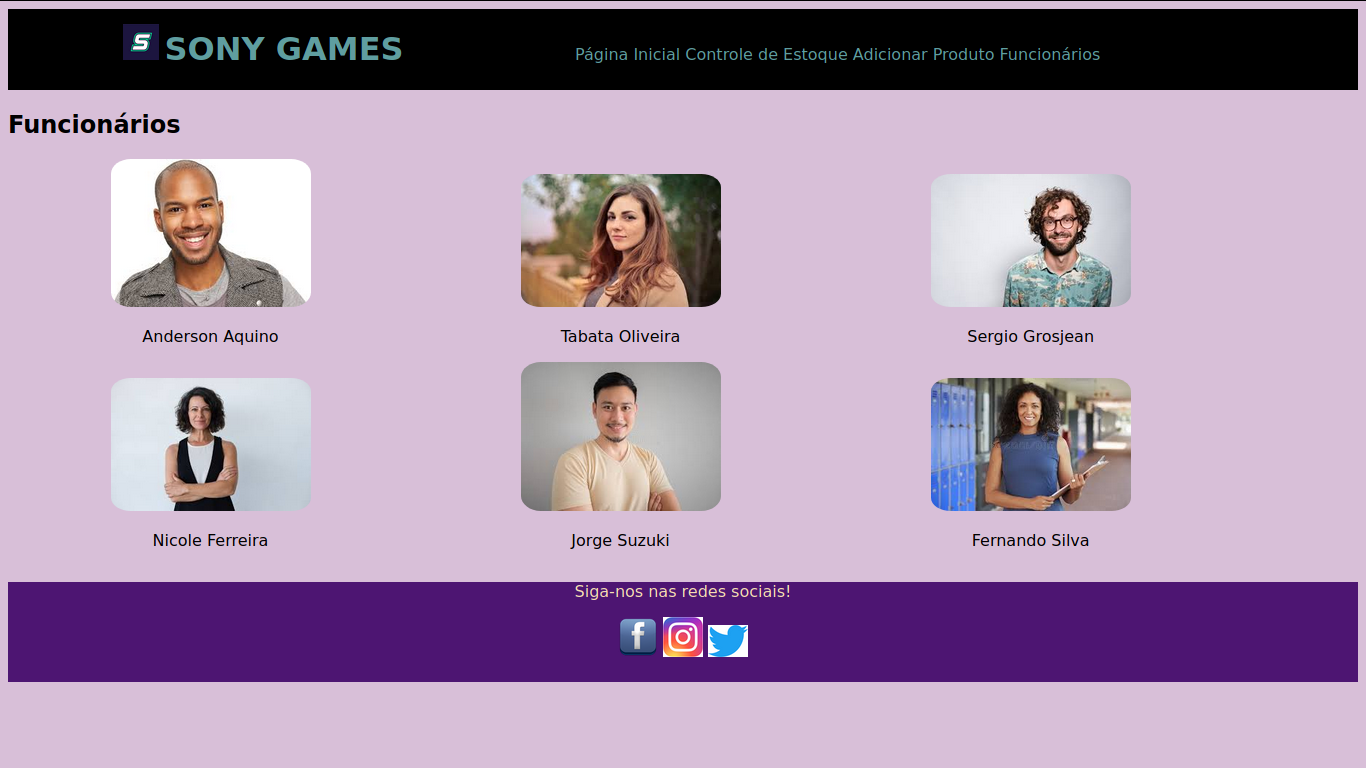 S SONY GAMES
Página Inicial Controle de Estoque Adicionar Produto Funcionários
Funcionários
Anderson Aquino
Tabata Oliveira
Sergio Grosjean
Nicole Ferreira
Jorge Suzuki
Fernando Silva
Siga-nos nas redes sociais!
f